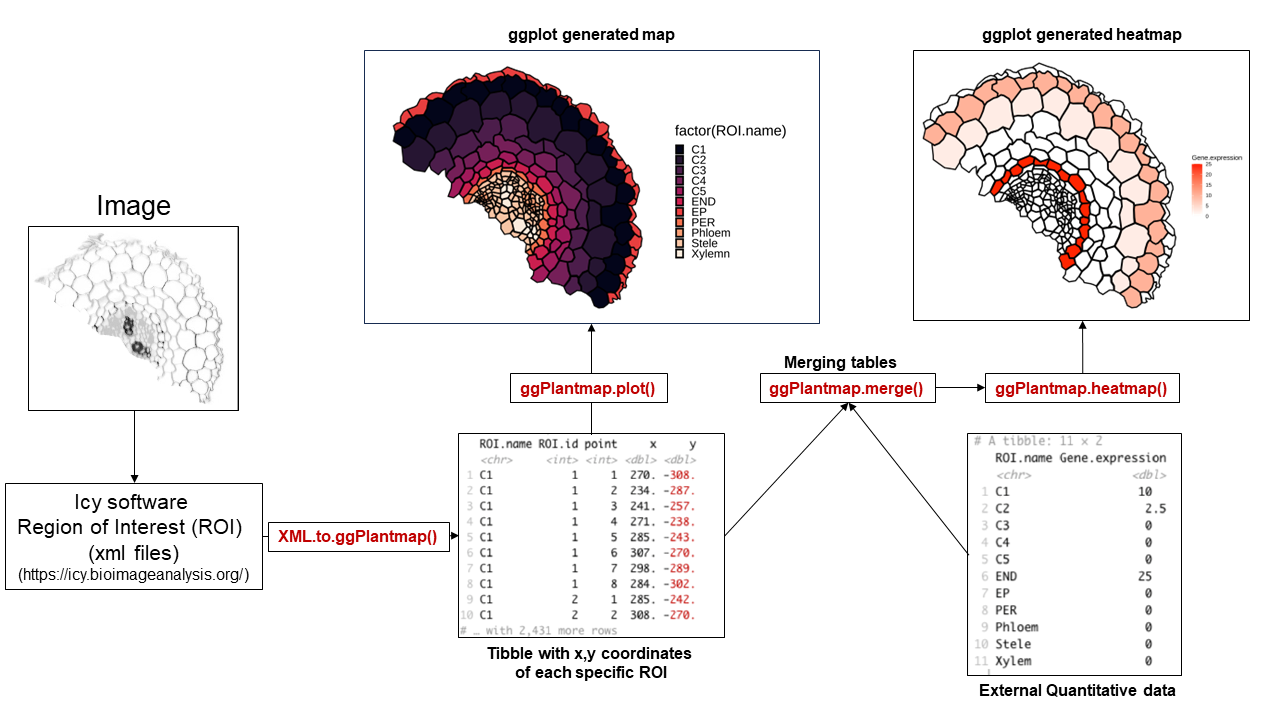 ggplot generated map
ggplot generated heatmap
factor(ROI.name)
C1
C2
C3
C4
C5
END
EP
PER
Phloem
Stele
Xylemn
Gene.expression
25
20
15
10
5
0
Image
Merging tables
ggPlantmap.plot()
ggPlantmap.merge()
ggPlantmap.heatmap()
Icy software
Region of Interest (ROI)
(xml files)
(https://icy.bioimageanalysis.org/)
XML.to.ggPlantmap()
ROI.name ROI.id point x y
<chr> <int> <int> <dbl> <dbl>
1 C1 1 1 270. -308.
2 C1 1 2 234. -287.
3 C1 1 3 241. -257.
4 C1 1 4 271. -238.
5 C1 1 5 285. -243.
6 C1 1 6 307. -270.
7 C1 1 7 298. -289.
8 C1 1 8 284. -302.
9 C1 2 1 285. -242.
10 C1 2 2 308. -270.
# … with 2,431 more rows
Tibble with x,y coordinates
of each specific ROI
# A tibble: 11 × 2
ROI.name Gene.expression
<chr> <dbl>
1 C1 10
2 C2 2.5
3 C3 0
4 C4 0
5 C5 0
6 END 25
7 EP 0
8 PER 0
9 Phloem 0
10 Stele 0
11 Xylem 0
External Quantitative data